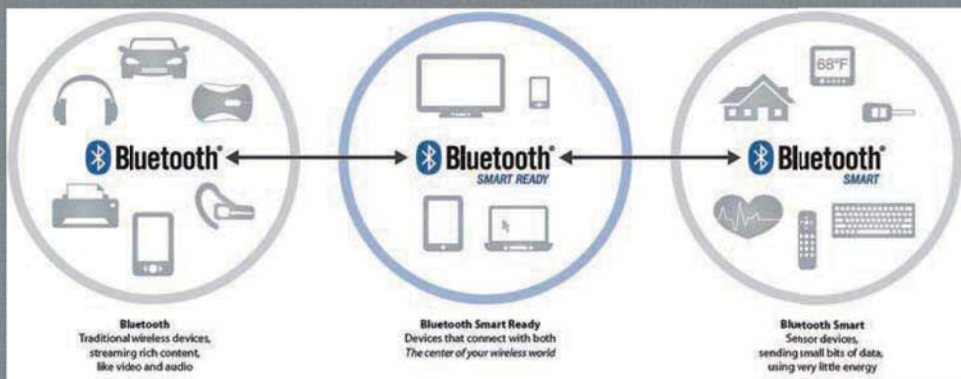 68°F
Bluetooth®
Bluetooth®
SMART READY
Bluetooth®
SMART
Bluetooth
Traditional wireless devices,
streaming rich content,
like video and audio
Bluetooth Smart Ready
Devices that connect with both
The center of your wireless world
Bluetooth Smart
Sensor devices,
sending small bits of data,
using very little energy